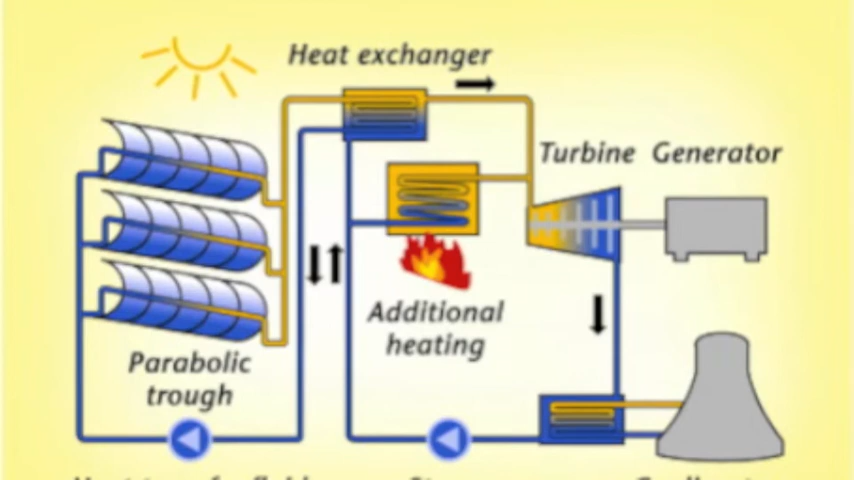 Heat exchanger
Turbine Generator
Additional
heating
Parabolic
trough